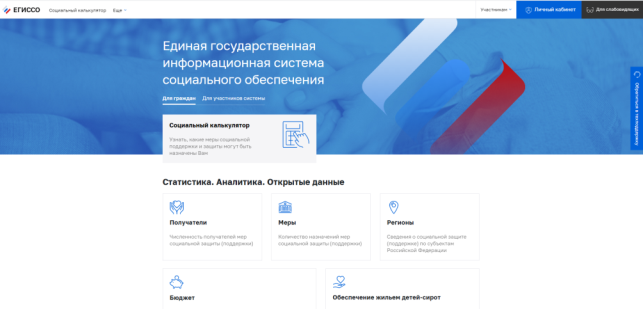 ЕГИССО
Социальный калькулятор
Еще
Участникам
Личный кабинет
Для слабовидящих
Единая государственная
информационная система
социального обеспечения
Для граждан
Для участников системы
Социальный калькулятор
Узнать, какие меры социальной
поддержки и защиты могут быть
назначены Вам
Обратиться в техподдержку
Статистика. Аналитика. Открытые данные
Получатели
Численность получателей мер
социальной защиты (поддержки)
Меры
Количество назначений мер
социальной защиты (поддержки)
Регионы
Сведения о социальной защите
(поддержке) по субъектам
Российской Федерации
Бюджет
Обеспечение жильем детей-сирот